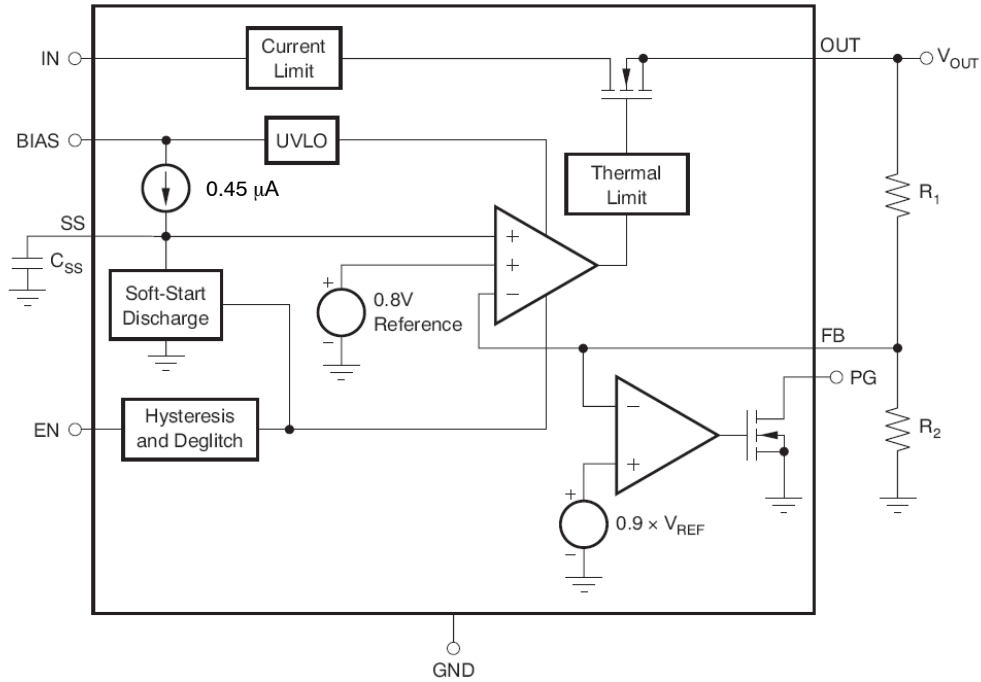 IN
Current
Limit
OUT
V_OUT
BIAS
UVLO
0.45 μA
Thermal
Limit
R_1
SS
C_SS
+
+
−
+
0.8V
Reference
−
Soft-Start
Discharge
FB
PG
EN
Hysteresis
and Deglitch
−
+
R_2
+
0.9 × V_REF
−
GND